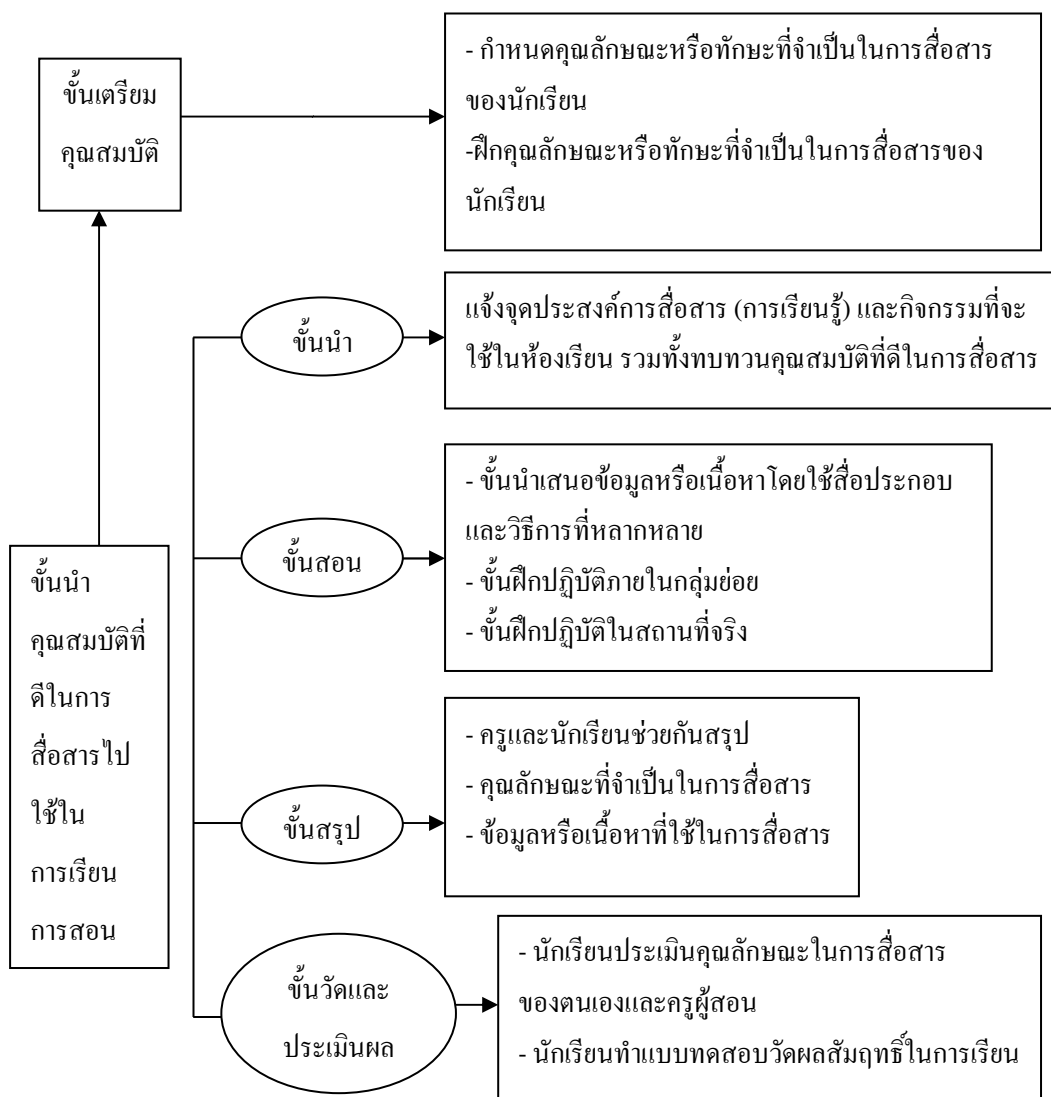 ขั้นเตรียม
คุณสมบัติ
- กำหนดคุณลักษณะหรือทักษะที่จำเป็นในการสื่อสาร
ของนักเรียน
-ฝึกคุณลักษณะหรือทักษะที่จำเป็นในการสื่อสารของ
นักเรียน
ขั้นนำ
คุณสมบัติที่
ดีในการ
สื่อสารไป
ใช้ใน
การเรียน
การสอน
ขั้นนำ
แจ้งจุดประสงค์การสื่อสาร (การเรียนรู้) และกิจกรรมที่จะ
ใช้ในห้องเรียน รวมทั้งทบทวนคุณสมบัติที่ดีในการสื่อสาร
ขั้นสอน
- ขั้นนำเสนอข้อมูลหรือเนื้อหาโดยใช้สื่อประกอบ
และวิธีการที่หลากหลาย
- ขั้นฝึกปฏิบัติภายในกลุ่มย่อย
- ขั้นฝึกปฏิบัติในสถานที่จริง
ขั้นสรุป
- ครูและนักเรียนช่วยกันสรุป
- คุณลักษณะที่จำเป็นในการสื่อสาร
- ข้อมูลหรือเนื้อหาที่ใช้ในการสื่อสาร
ขั้นวัดและ
ประเมินผล
- นักเรียนประเมินคุณลักษณะในการสื่อสาร
ของตนเองและครูผู้สอน
- นักเรียนทำแบบทดสอบวัดผลสัมฤทธิ์ในการเรียน